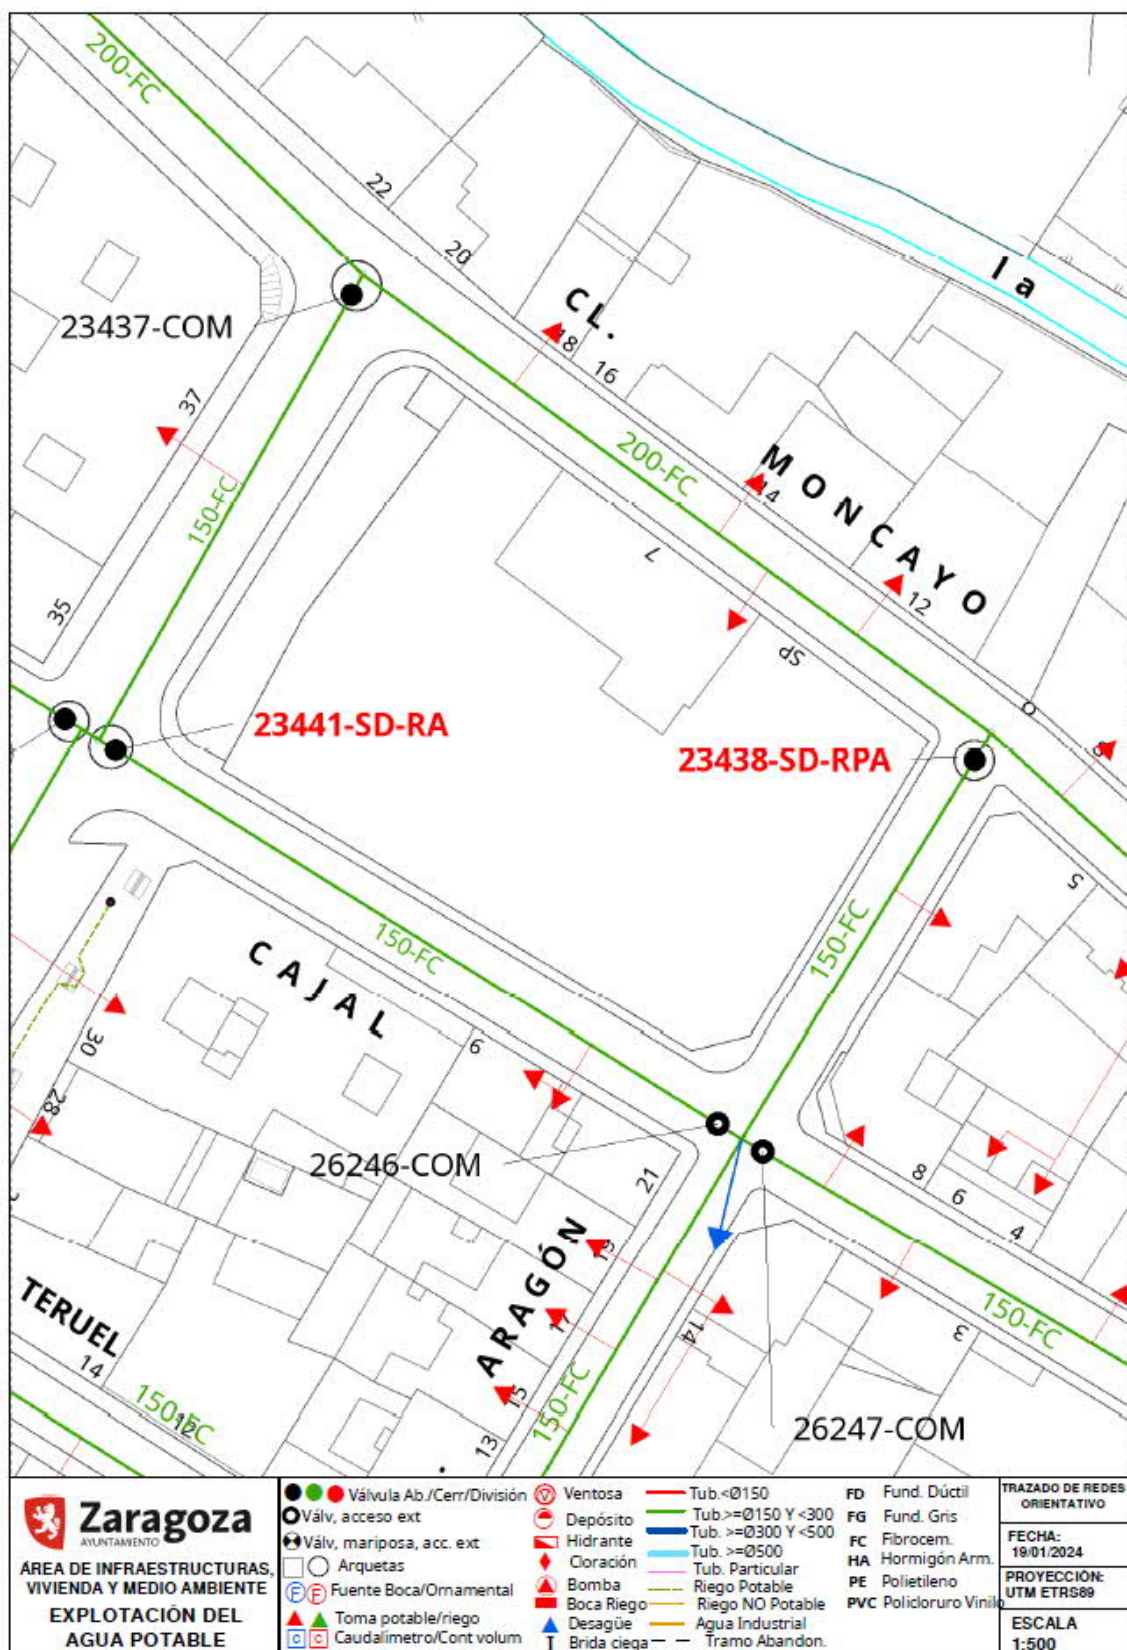 200-FC
22
20
CL.
la
18
16
23437-COM
37
200-FC
MONCAYO
14
7
12
150-FC
35
SP
23441-SD-RA
23438-SD-RPA
5
150-FC
CAJAL
150-FC
30
6
28
26246-COM
21
8
6
4
ARAGÓN
19
17
14
3
150-FC
TERUEL
14
150-FC
12
15
150-FC
13
26247-COM
Zaragoza
AYUNTAMIENTO
ÁREA DE INFRAESTRUCTURAS,
VIVIENDA Y MEDIO AMBIENTE
EXPLOTACIÓN DEL
AGUA POTABLE
Válvula Ab./Cerr/División
Válv, acceso ext
Válv, mariposa, acc. ext
Arquetas
F F Fuente Boca/Ornamental
Toma potable/riego
C C Caudalímetro/Cont volum
Ventosa
Depósito
Hidrante
Cloración
Bomba
Boca Riego
Desagüe
Brida ciega
Tub.<Ø150
Tub.>=Ø150 Y <300
Tub. >=Ø300 Y <500
Tub. >=Ø500
Tub. Particular
Riego Potable
Riego NO Potable
Agua Industrial
Tramo Abandon.
FD Fund. Dúctil
FG Fund. Gris
FC Fibrocem.
HA Hormigón Arm.
PE Polietileno
PVC Policloruro Vinilo
TRAZADO DE REDES
ORIENTATIVO
FECHA:
19/01/2024
PROYECCIÓN:
UTM ETRS89
ESCALA
1:500